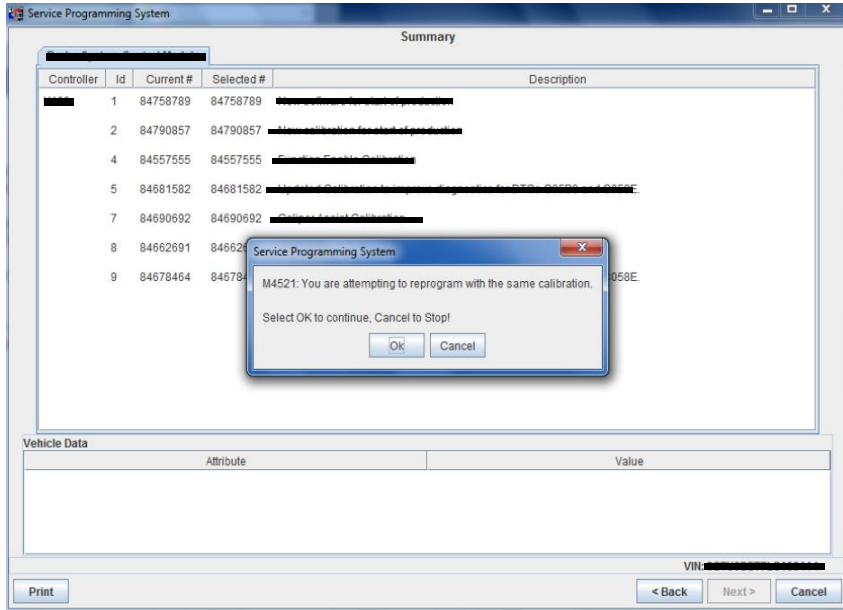 Service Programming System
Summary
Controller Id Current # Selected # Description
1 84758789 84758789
2 84790857 84790857
4 84557555 84557555
5 84681582 84681582
7 84690692 84690692
8 84662691
9 84678464
058E.
Service Programming System
M4521: You are attempting to reprogram with the same calibration.
Select OK to continue, Cancel to Stop!
Ok Cancel
Vehicle Data
Attribute Value
VIN:
Print < Back Next > Cancel